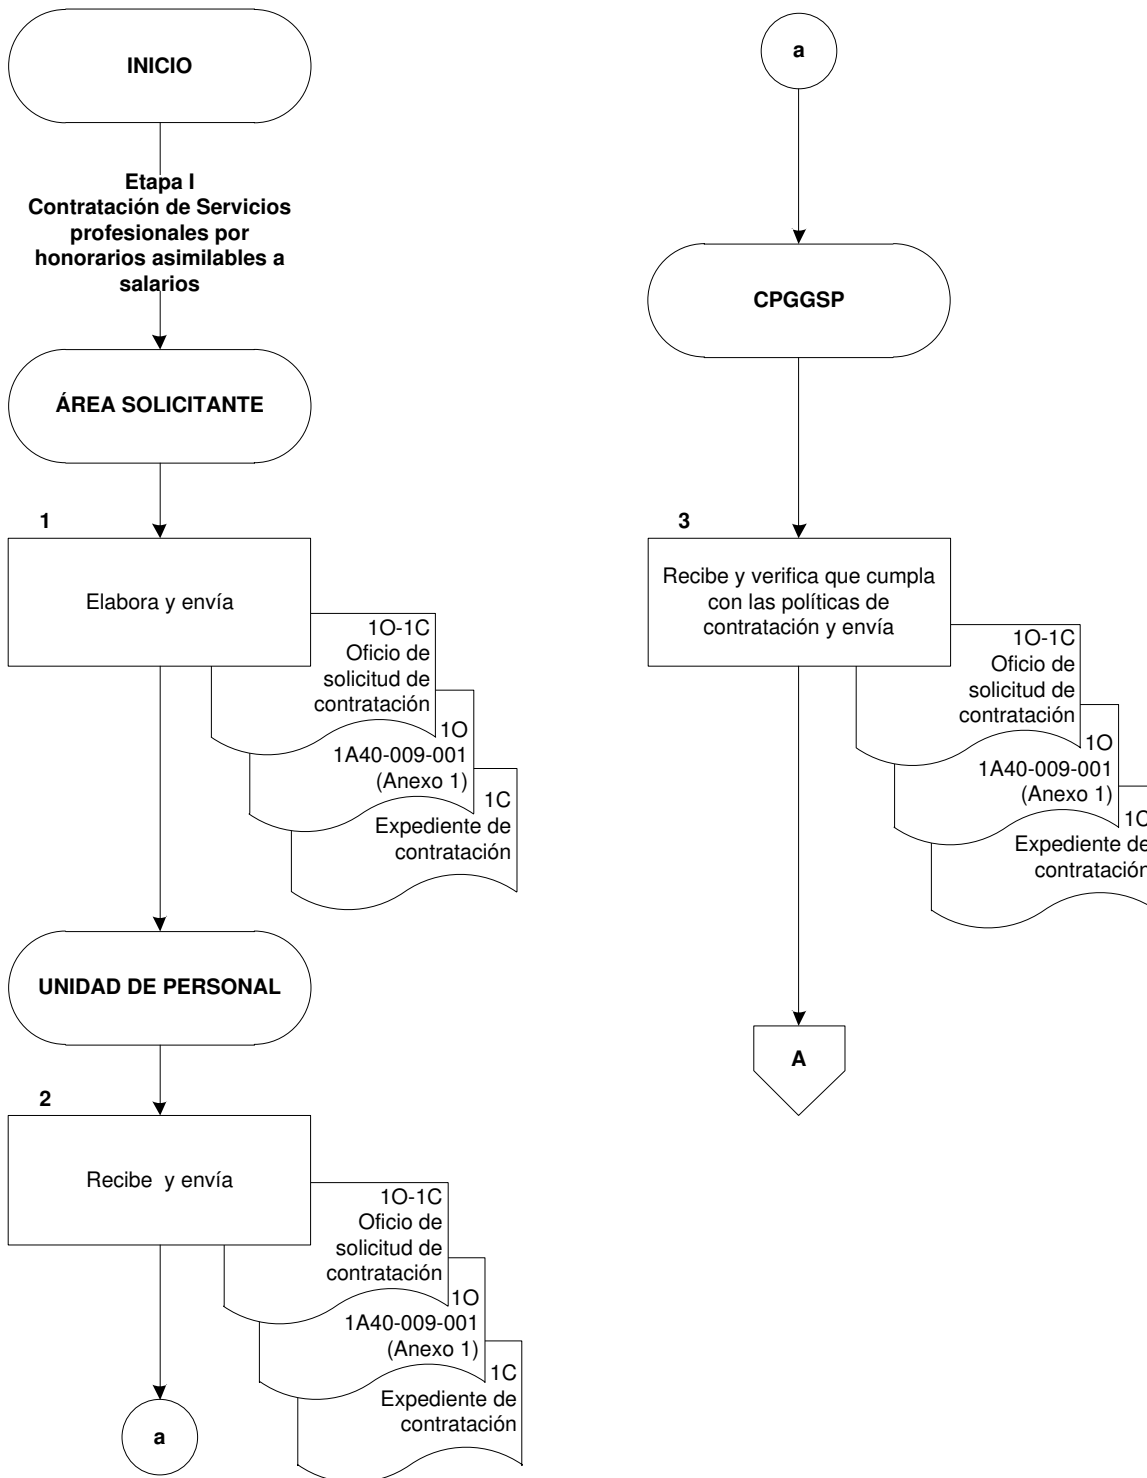 INICIO
Etapa I
Contratación de Servicios
profesionales por
honorarios asimilables a
salarios
ÁREA SOLICITANTE
1
Elabora y envía
1O-1C
Oficio de
solicitud de
contratación
1O
1A40-009-001
(Anexo 1)
1C
Expediente de
contratación
UNIDAD DE PERSONAL
2
Recibe y envía
1O-1C
Oficio de
solicitud de
contratación
1O
1A40-009-001
(Anexo 1)
1C
Expediente de
contratación
a
a
CPGGSP
3
Recibe y verifica que cumpla
con las políticas de
contratación y envía
1O-1C
Oficio de
solicitud de
contratación
1O
1A40-009-001
(Anexo 1)
1C
Expediente de
contratación
A